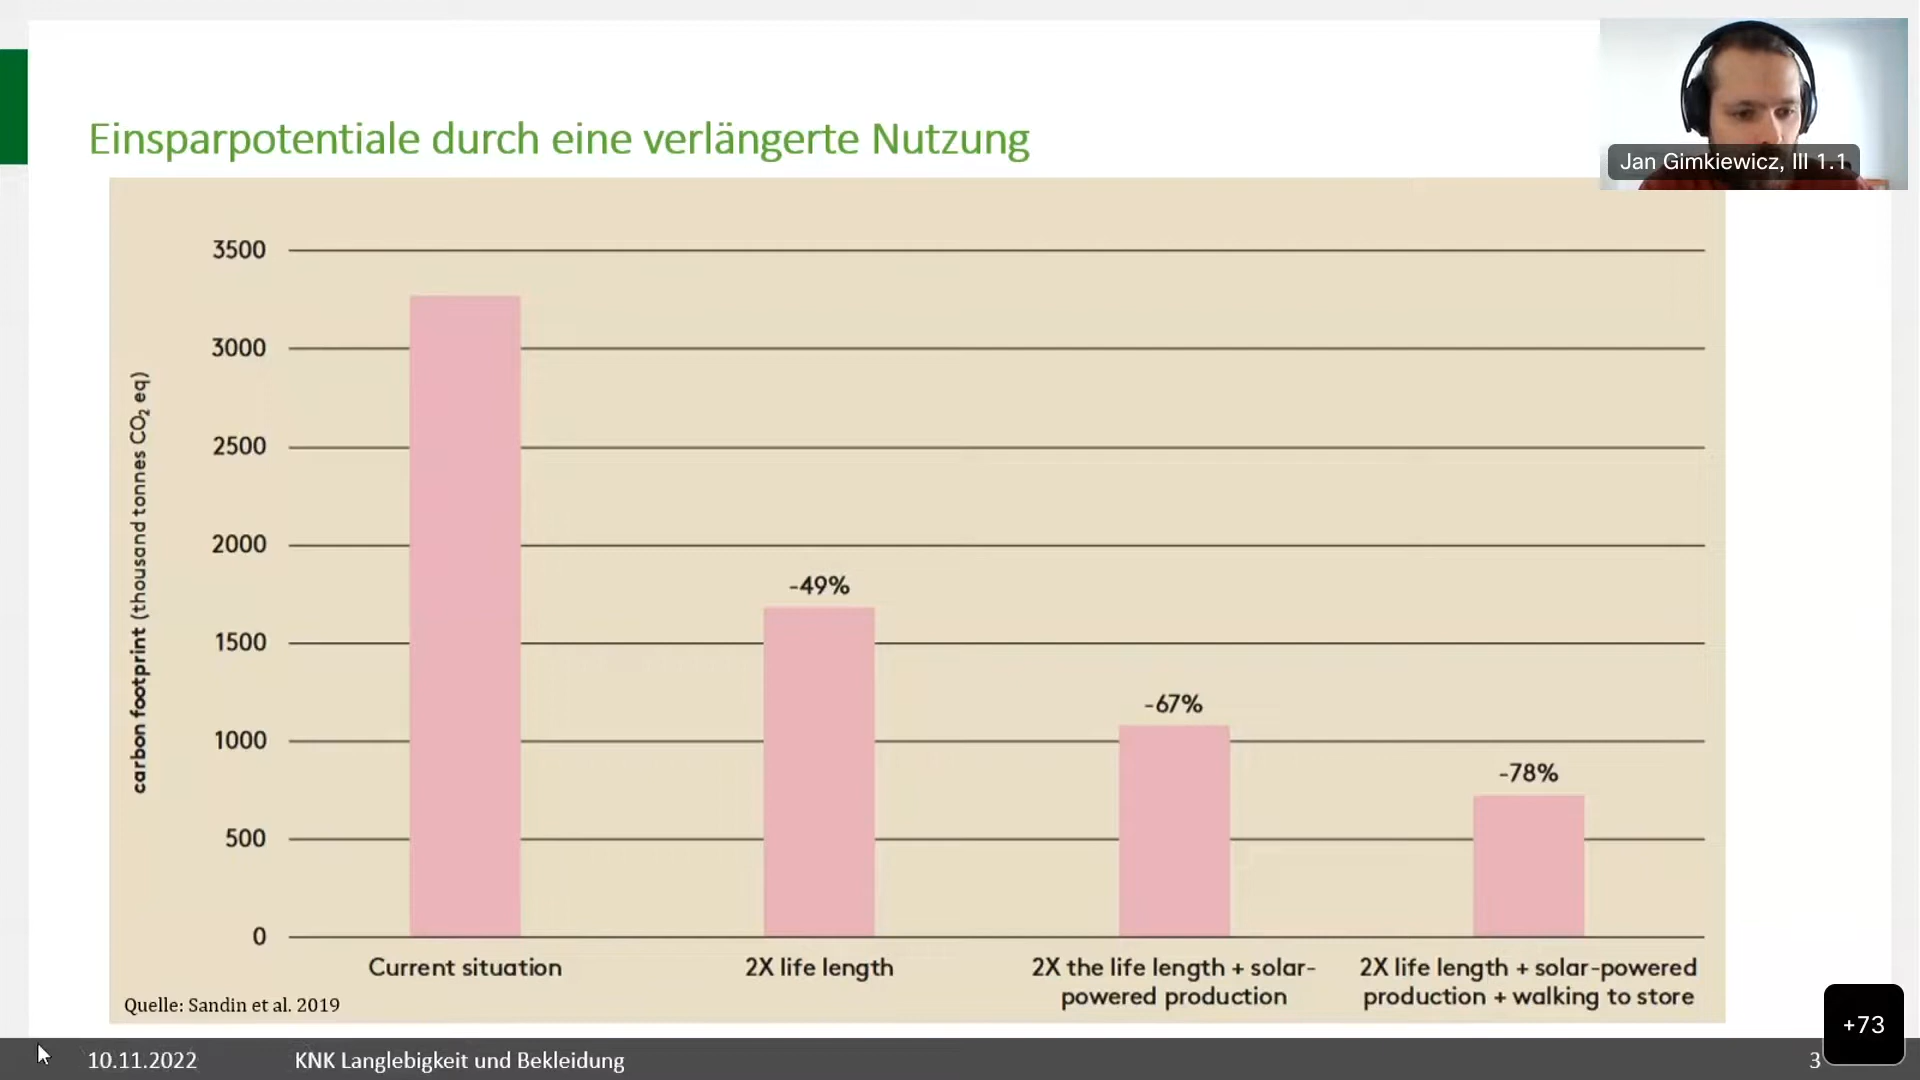 Einsparpotentiale durch eine verlängerte Nutzung
Jan Gimkiewicz, III 1.1
3500
3000
2500
2000
1500
1000
500
0
carbon footprint (thousand tonnes CO₂ eq)
-49%
-67%
-78%
Current situation
2X life length
2X the life length + solar-
powered production
2X life length + solar-powered
production + walking to store
Quelle: Sandin et al. 2019
+73
10.11.2022
KNK Langlebigkeit und Bekleidung
3